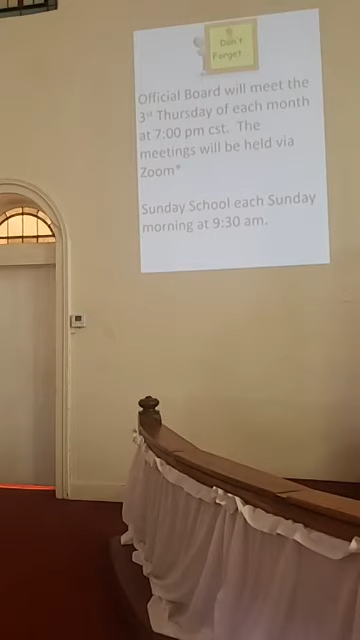 Don't
Forget
Official Board will meet the
3rd Thursday of each month
at 7:00 pm cst. The
meetings will be held via
Zoom*
Sunday School each Sunday
morning at 9:30 am.